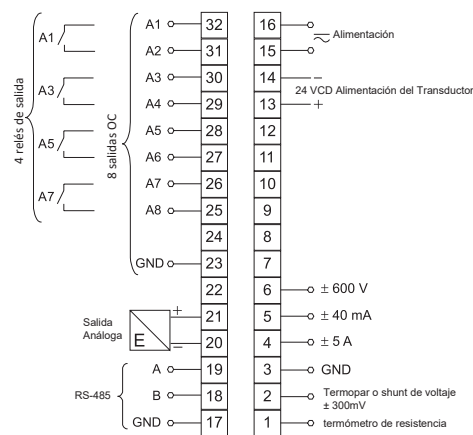 A1
A3
A5
A7
4 relés de salida
8 salidas OC
A1 32
A2 31
A3 30
A4 29
A5 28
A6 27
A7 26
A8 25
24
GND 23
22
Salida
Análoga
E
+ 21
− 20
RS-485
A 19
B 18
GND 17
16
15
Alimentación
14 −
24 VCD Alimentación del Transductor
13 +
12
11
10
9
8
7
6 ± 600 V
5 ± 40 mA
4 ± 5 A
3 GND
2 Termopar o shunt de voltaje
± 300mV
1 termómetro de resistencia